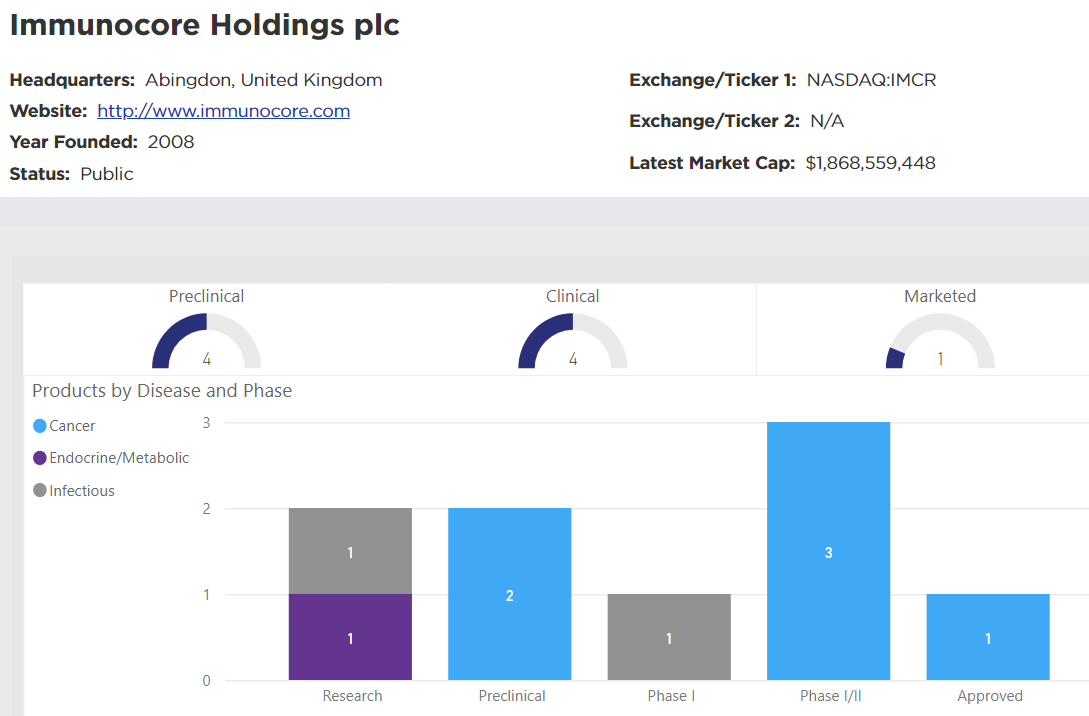 Immunocore Holdings plc
Headquarters: Abingdon, United Kingdom
Website: http://www.immunocore.com
Year Founded: 2008
Status: Public
Exchange/Ticker 1: NASDAQ:IMCR
Exchange/Ticker 2: N/A
Latest Market Cap: $1,868,559,448
Preclinical
4
Clinical
4
Marketed
1
Products by Disease and Phase
Cancer
Endocrine/Metabolic
Infectious
3
2
1
0
1
1
2
1
3
1
Research
Preclinical
Phase I
Phase I/II
Approved